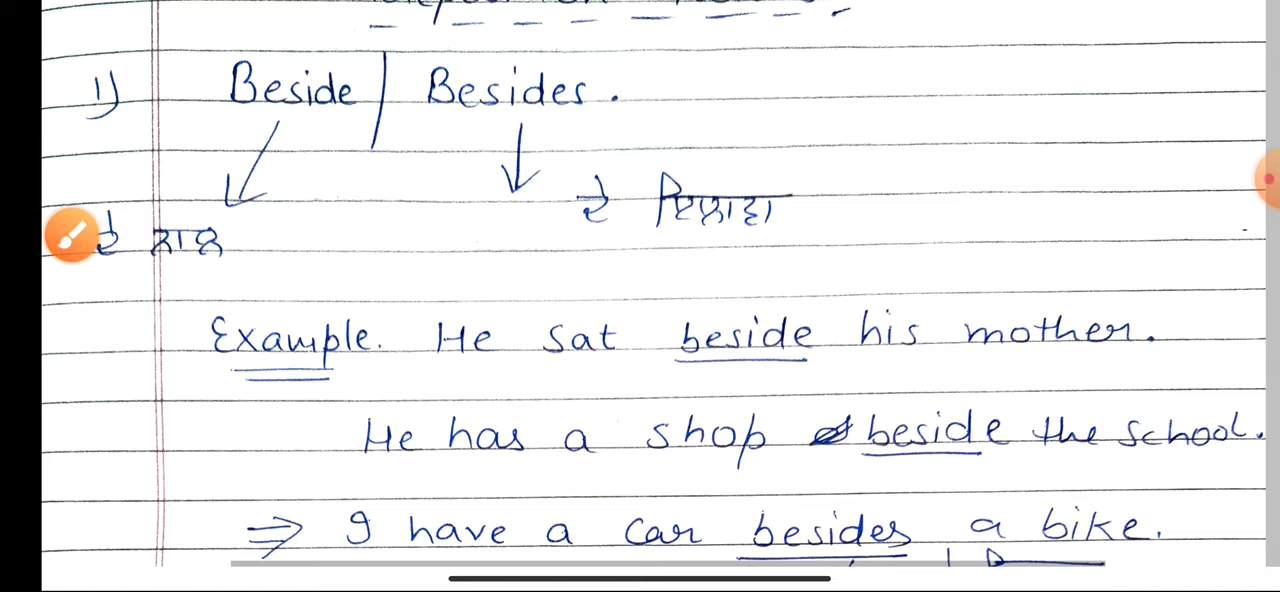 1) Beside / Besides.
ਦੇ ਇਲਾਵਾ
ਦੇ ਨਾਲ
Example. He sat beside his mother.
He has a shop beside the school.
⇒ I have a car besides a bike.